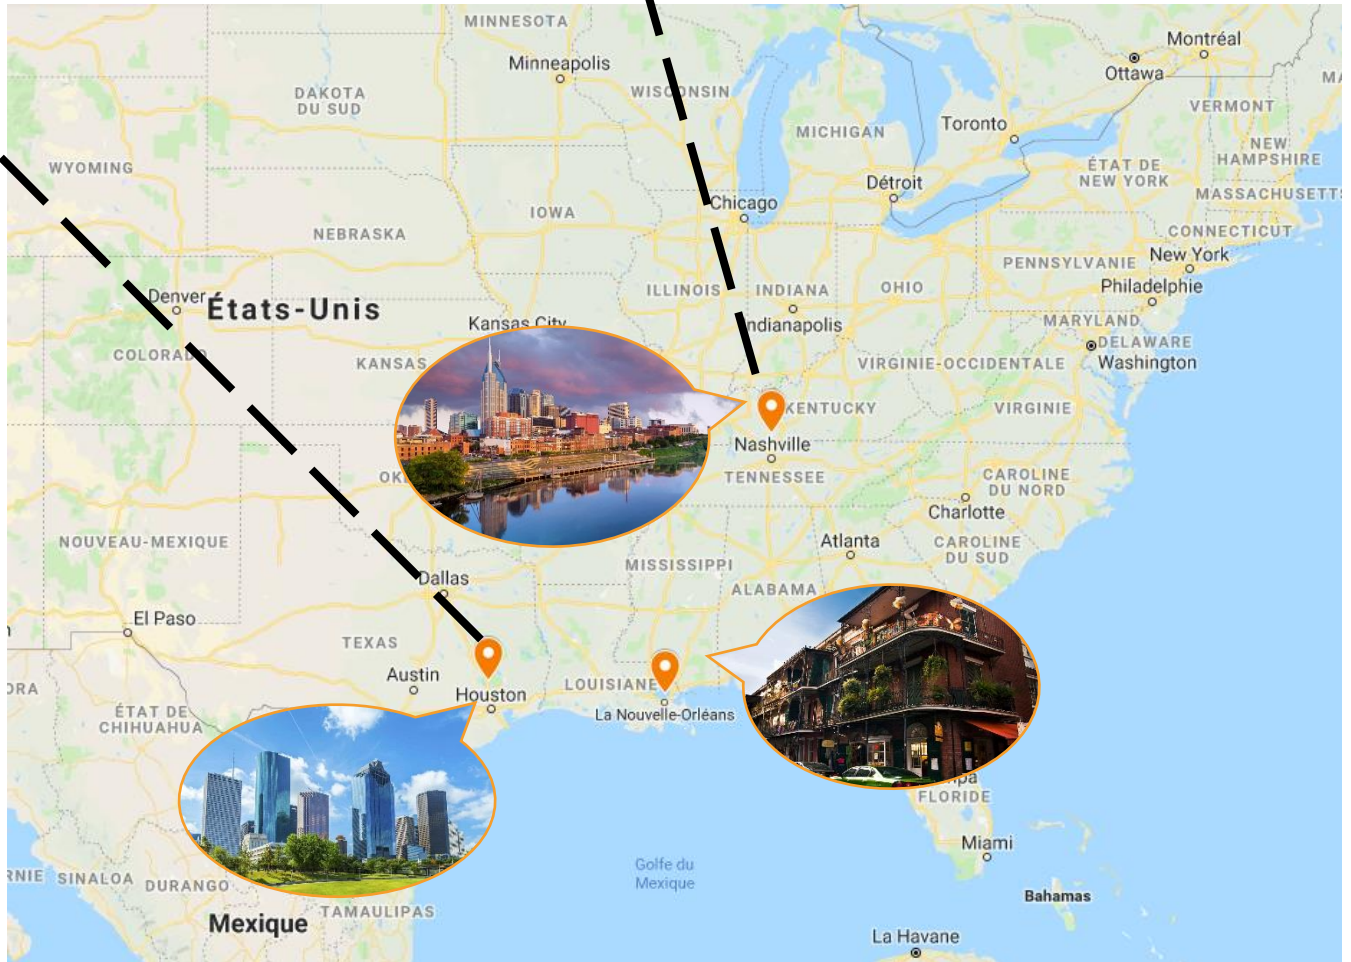 MINNESOTA
Montréal
Minneapolis
Ottawa
DAKOTA
DU SUD
WISCONSIN
VERMONT
MICHIGAN
Toronto
NEW
HAMPSHIRE
WYOMING
ÉTAT DE
NEW YORK
Détroit
MASSACHUSETTS
Chicago
IOWA
NEBRASKA
CONNECTICUT
New York
PENNSYLVANIE
ILLINOIS
INDIANA
OHIO
Philadelphie
Denver
États-Unis
Kansas City
Indianapolis
MARYLAND
DELAWARE
COLORADO
KANSAS
VIRGINIE-OCCIDENTALE
Washington
KENTUCKY
VIRGINIE
Nashville
TENNESSEE
OK
CAROLINE
DU NORD
Charlotte
NOUVEAU-MEXIQUE
Atlanta
CAROLINE
DU SUD
MISSISSIPPI
Dallas
ALABAMA
El Paso
TEXAS
Austin
Houston
LOUISIANE
ORA
ÉTAT DE
CHIHUAHUA
La Nouvelle-Orléans
mpa
FLORIDE
Miami
Golfe du
Mexique
RNIE
SINALOA
DURANGO
Bahamas
TAMAULIPAS
Mexique
La Havane